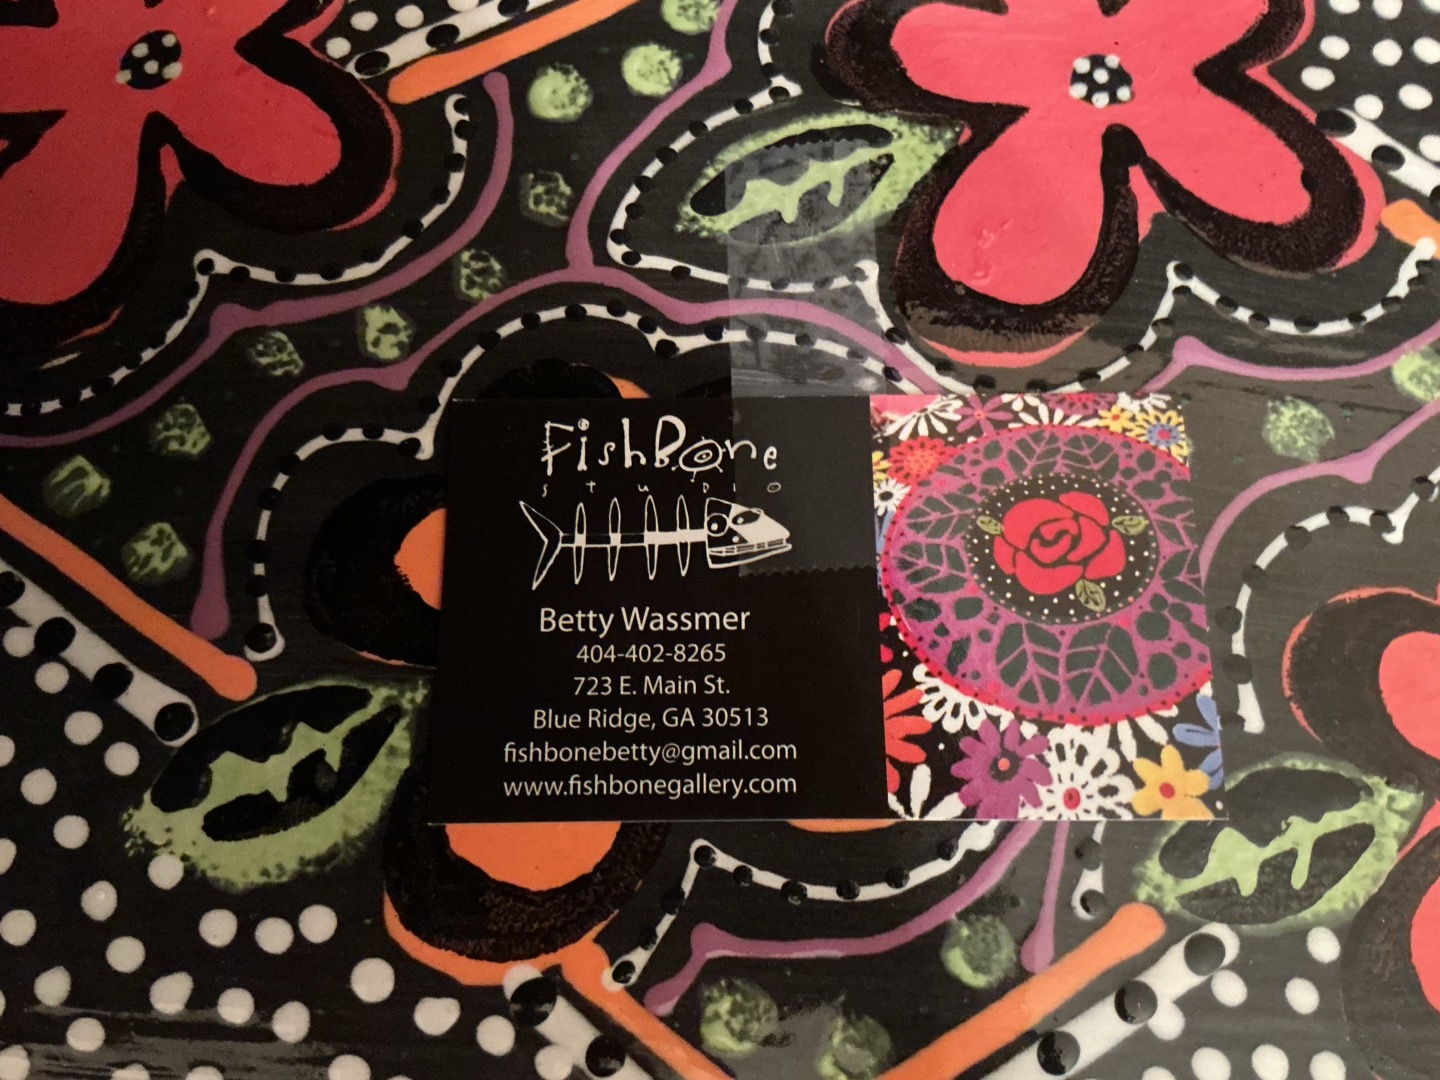 FishBone
studio
Betty Wassmer
404-402-8265
723 E. Main St.
Blue Ridge, GA 30513
fishbonebetty@gmail.com
www.fishbonegallery.com